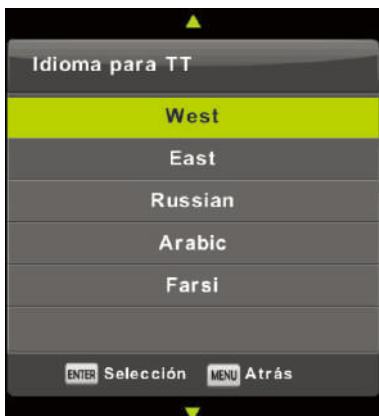 Idioma para TT
West
East
Russian
Arabic
Farsi
ENTER Selección MENU Atrás